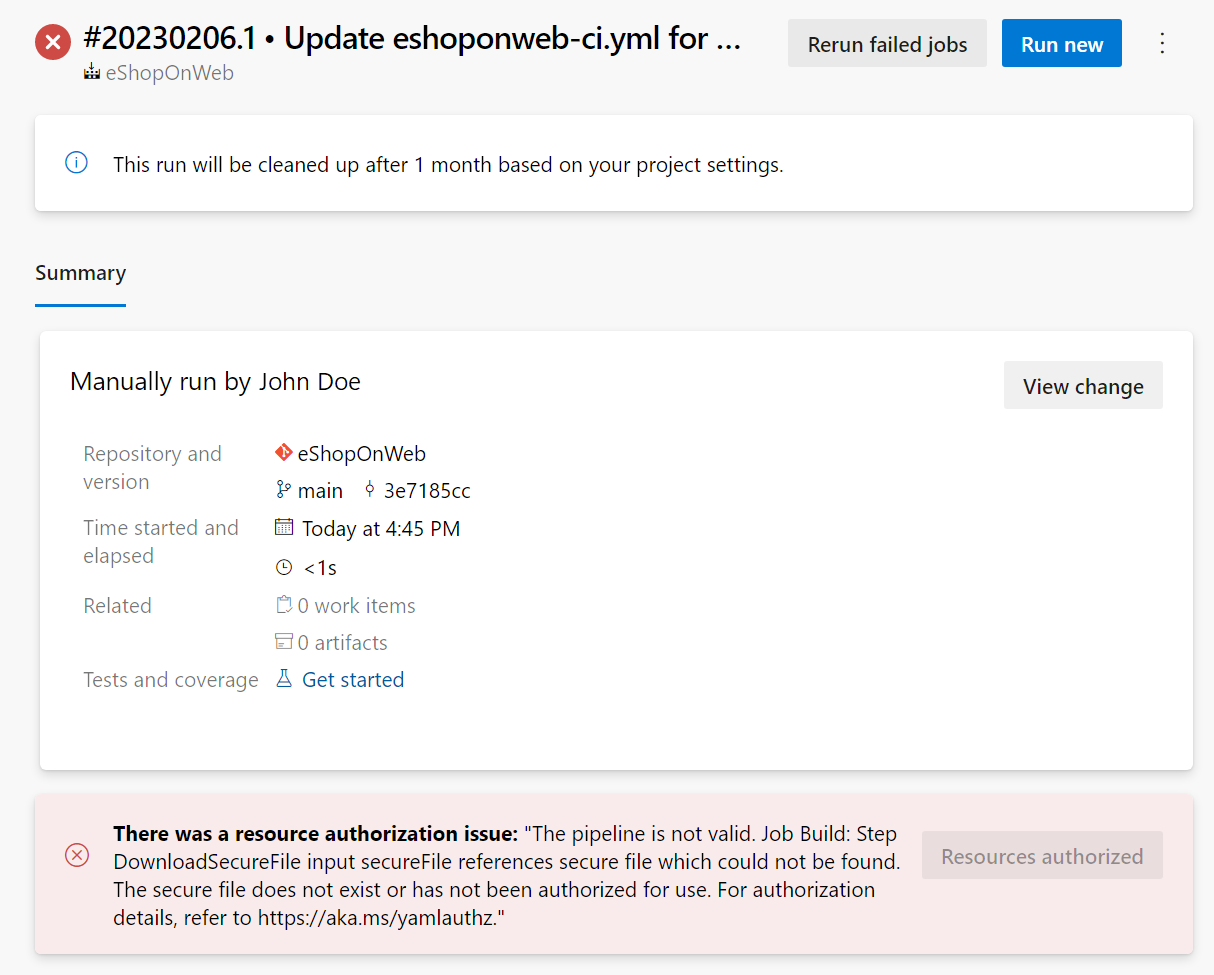 #20230206.1 • Update eshoponweb-ci.yml for ...
Rerun failed jobs
Run new
eShopOnWeb
This run will be cleaned up after 1 month based on your project settings.
Summary
Manually run by John Doe
View change
Repository and
version
eShopOnWeb
main 3e7185cc
Time started and
elapsed
Today at 4:45 PM
<1s
Related
0 work items
0 artifacts
Tests and coverage
Get started
There was a resource authorization issue: "The pipeline is not valid. Job Build: Step
DownloadSecureFile input secureFile references secure file which could not be found.
The secure file does not exist or has not been authorized for use. For authorization
details, refer to https://aka.ms/yamlauthz."
Resources authorized